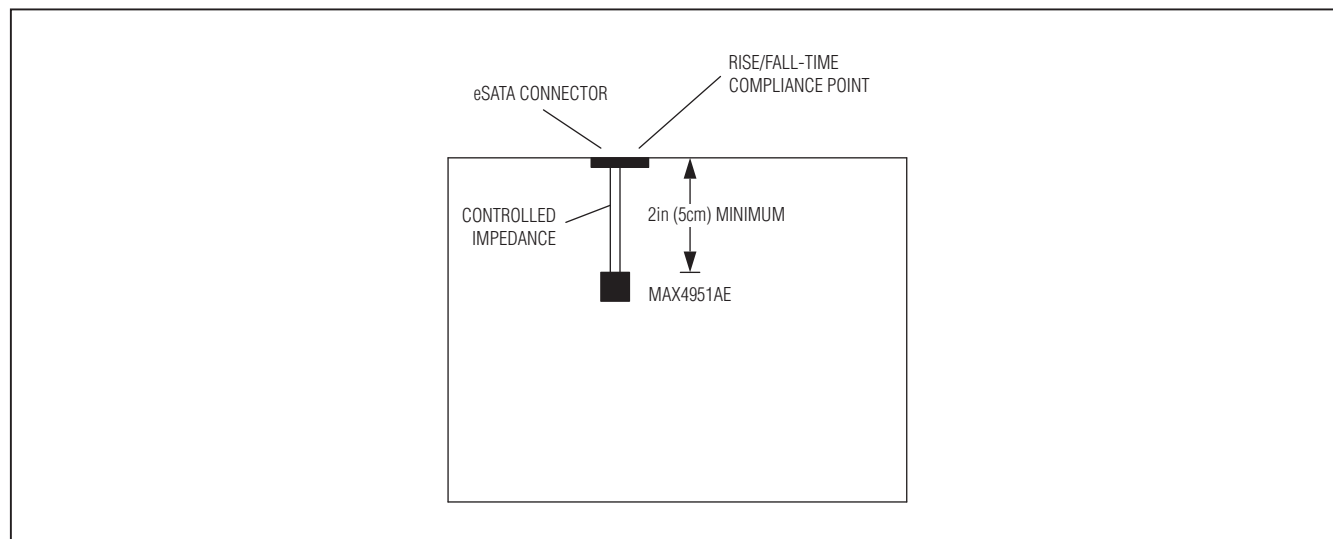 RISE/FALL-TIME
COMPLIANCE POINT
eSATA CONNECTOR
CONTROLLED
IMPEDANCE
2in (5cm) MINIMUM
MAX4951AE